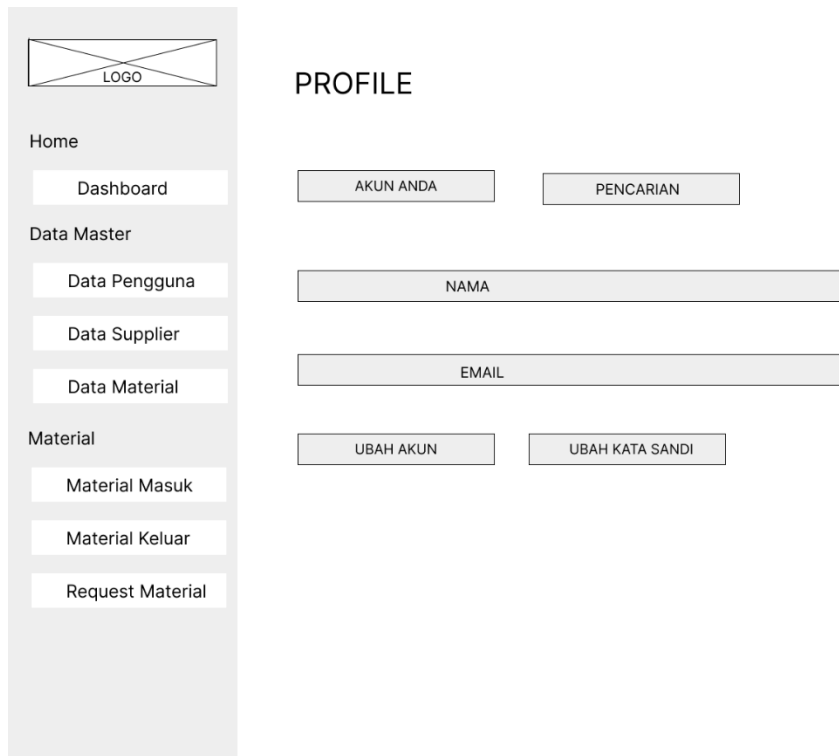 LOGO
Home
Dashboard
Data Master
Data Pengguna
Data Supplier
Data Material
Material
Material Masuk
Material Keluar
Request Material
PROFILE
AKUN ANDA
PENCARIAN
NAMA
EMAIL
UBAH AKUN
UBAH KATA SANDI